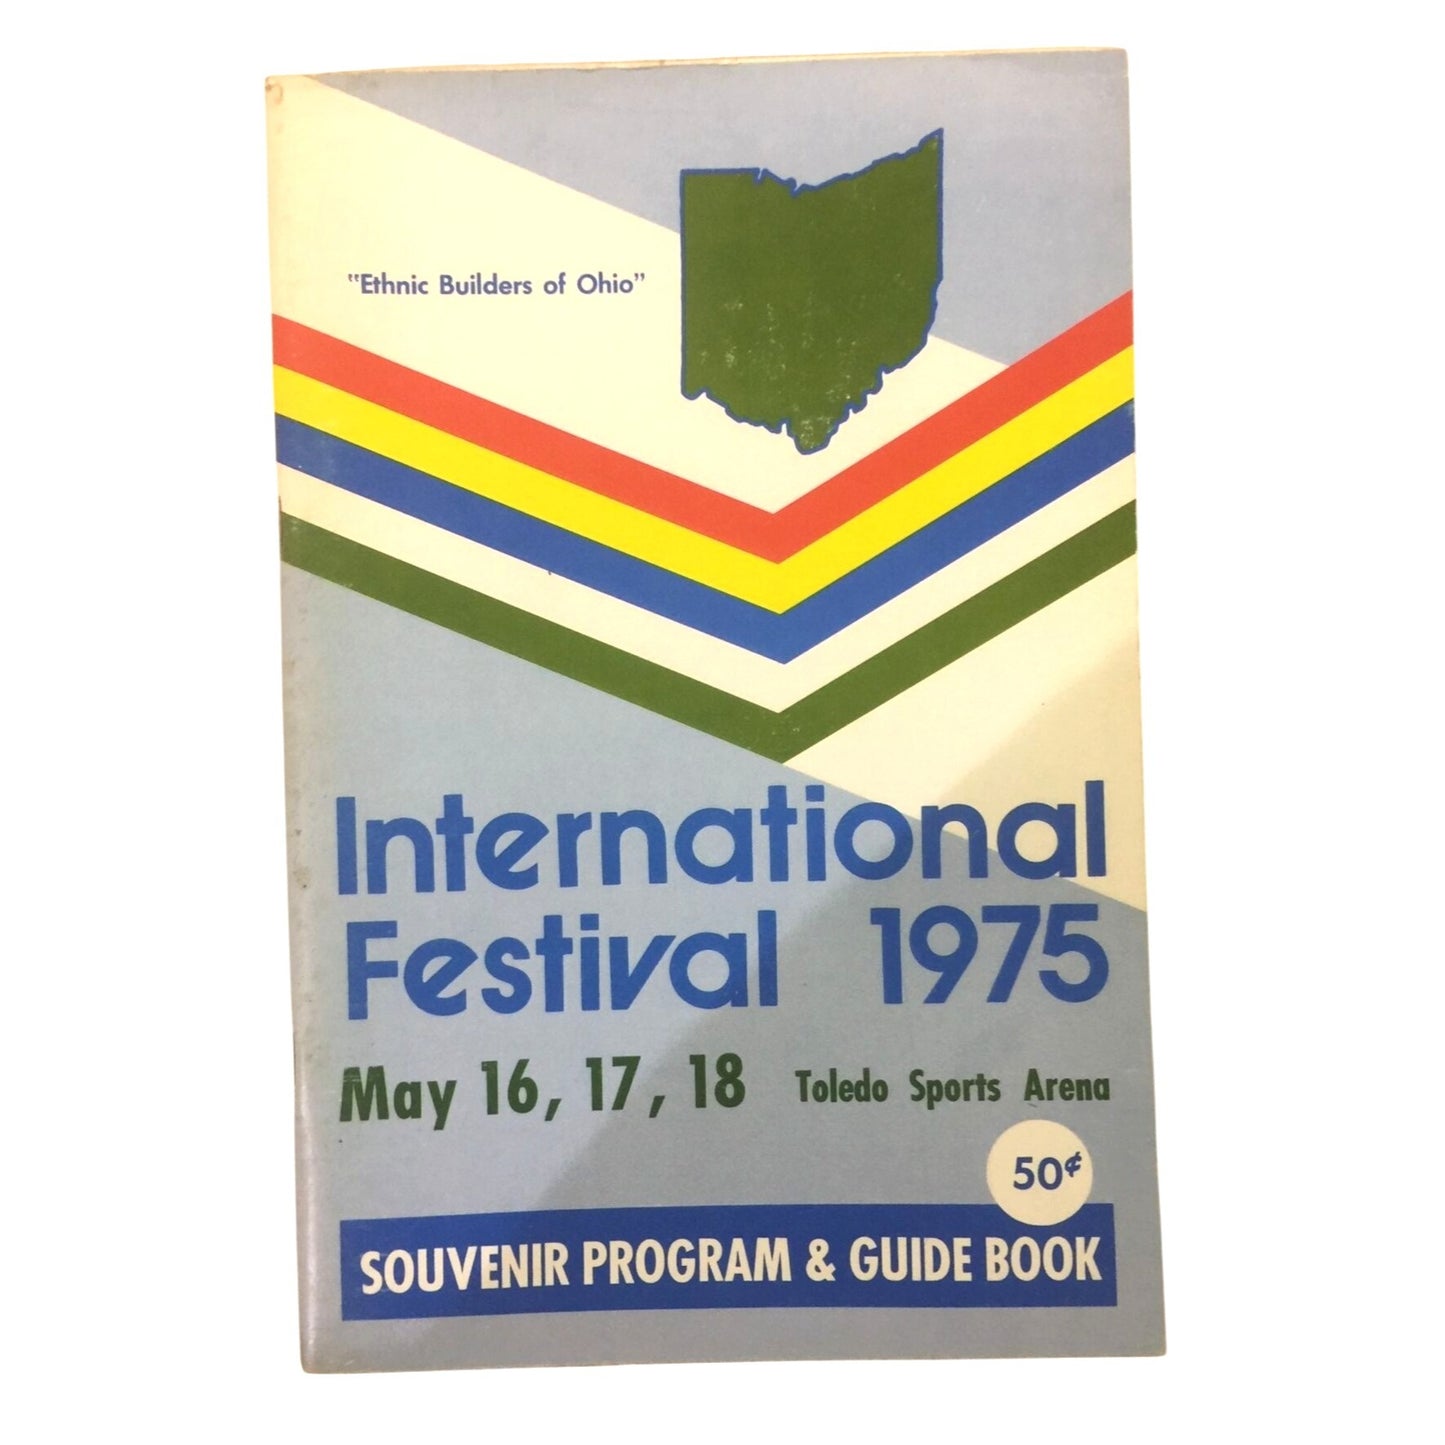 "Ethnic Builders of Ohio"
International
Festival 1975
May 16, 17, 18 Toledo Sports Arena
50¢
SOUVENIR PROGRAM & GUIDE BOOK